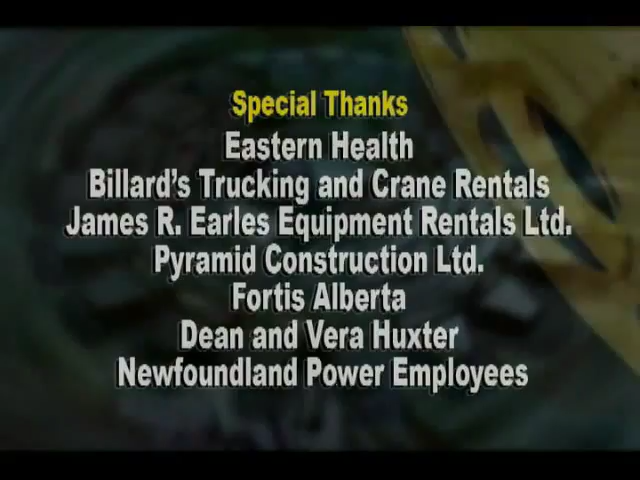 Special Thanks
Eastern Health
Billard's Trucking and Crane Rentals
James R. Earles Equipment Rentals Ltd.
Pyramid Construction Ltd.
Fortis Alberta
Dean and Vera Huxter
Newfoundland Power Employees